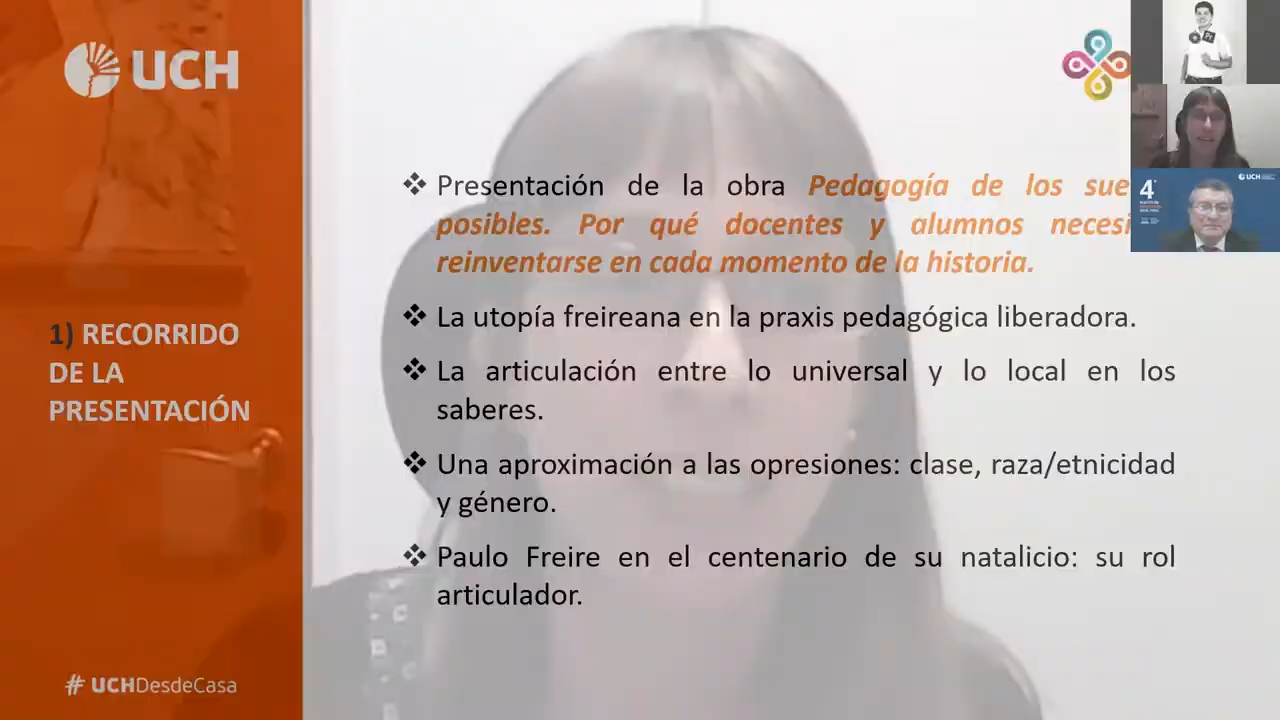 UCH
Presentación de la obra Pedagogía de los
posibles. Por qué docentes y alumnos
reinventarse en cada momento de la historia.
La utopía freireana en la praxis pedagógica liberadora.
1) RECORRIDO
DE LA
PRESENTACIÓN
La articulación entre lo universal y lo local en los
saberes.
Una aproximación a las opresiones: clase, raza/etnicidad
y género.
Paulo Freire en el centenario de su natalicio: su rol
articulador.
# UCHDesdeCasa
4°
UCH